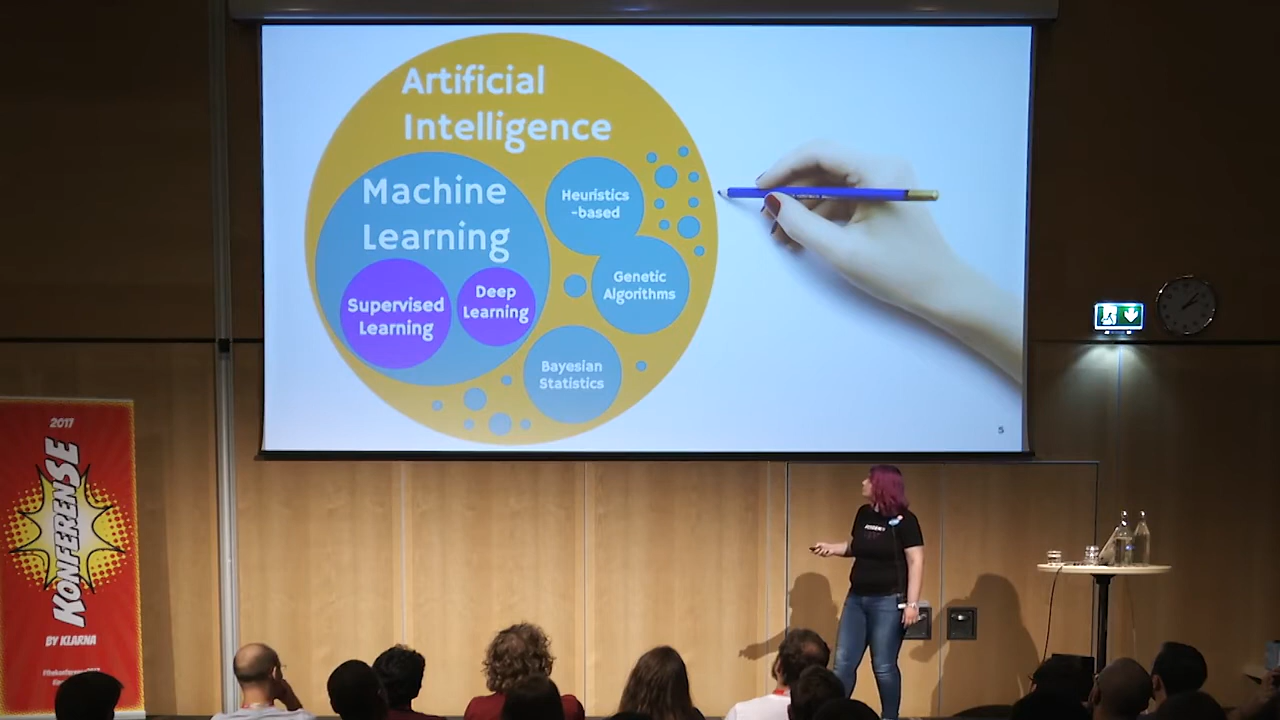 Artificial
Intelligence
Machine
Learning
Heuristics
-based
Genetic
Algorithms
Supervised
Learning
Deep
Learning
Bayesian
Statistics
5
2017
KONFERENSE
BY KLARNA